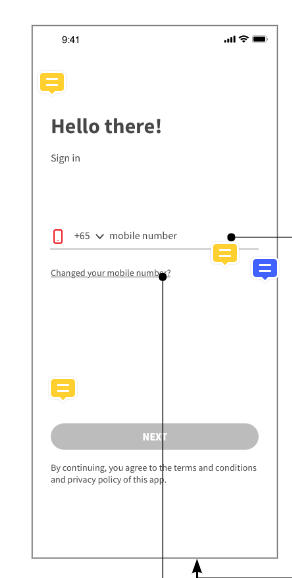 9:41
Hello there!
Sign in
+65 mobile number
Changed your mobile number?
NEXT
By continuing, you agree to the terms and conditions
and privacy policy of this app.